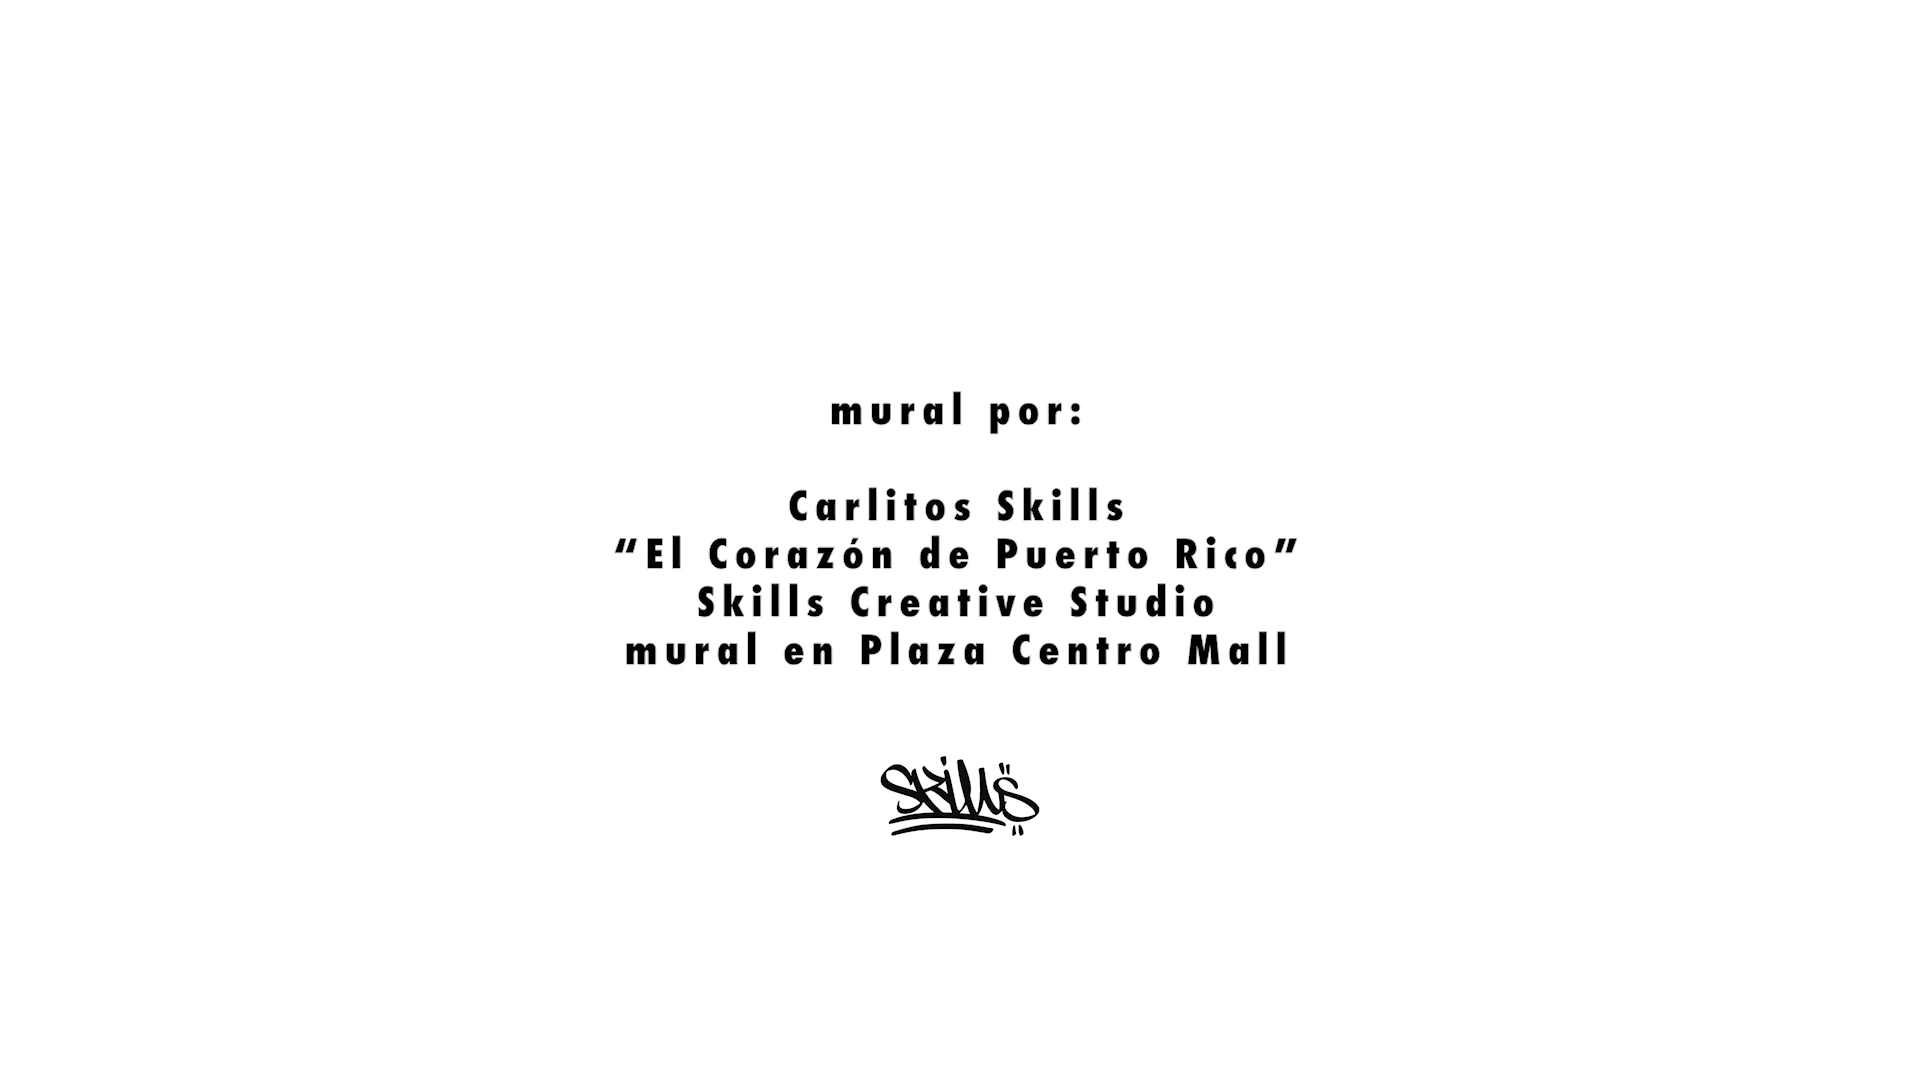 mural por:
Carlitos Skills
“El Corazón de Puerto Rico”
Skills Creative Studio
mural en Plaza Centro Mall
SKILLS